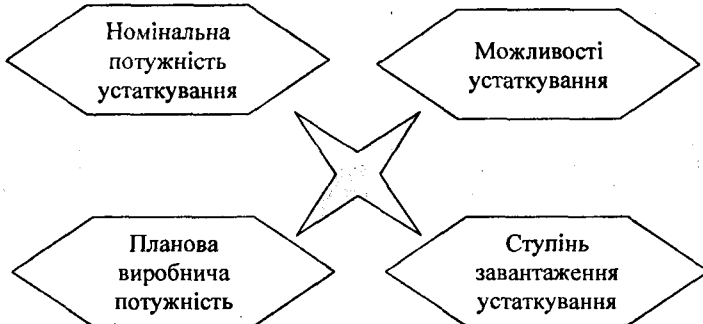 Номінальна
потужність
устаткування
Можливості
устаткування
Планова
виробнича
потужність
Ступінь
завантаження
устаткування